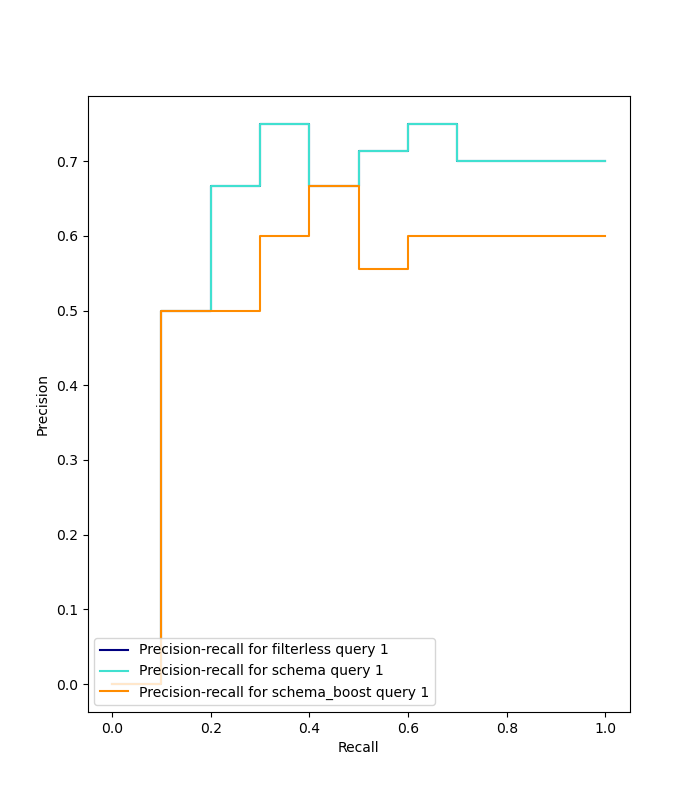 Precision
0.7
0.6
0.5
0.4
0.3
0.2
0.1
0.0
Precision-recall for filterless query 1
Precision-recall for schema query 1
Precision-recall for schema_boost query 1
0.0 0.2 0.4 0.6 0.8 1.0
Recall